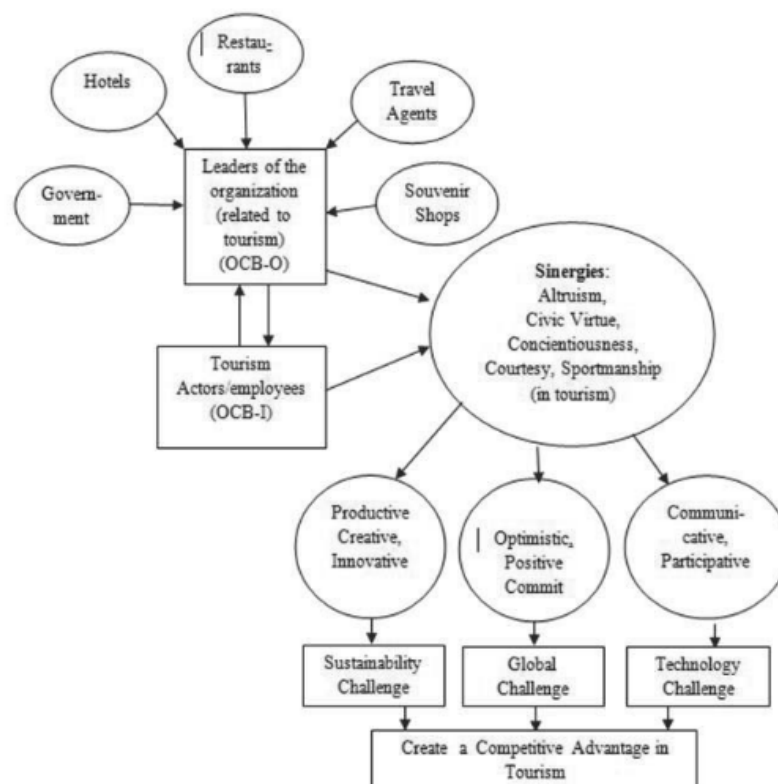 Restau-
rants
Hotels
Travel
Agents
Govern-
ment
Leaders of the
organization
(related to
tourism)
(OCB-O)
Souvenir
Shops
Sinergies:
Altruism,
Civic Virtue,
Concientiousness,
Courtesy, Sportmanship
(in tourism)
Tourism
Actors/employees
(OCB-I)
Productive
Creative,
Innovative
Optimistic,
Positive
Commit
Communi-
cative,
Participative
Sustainability
Challenge
Global
Challenge
Technology
Challenge
Create a Competitive Advantage in
Tourism